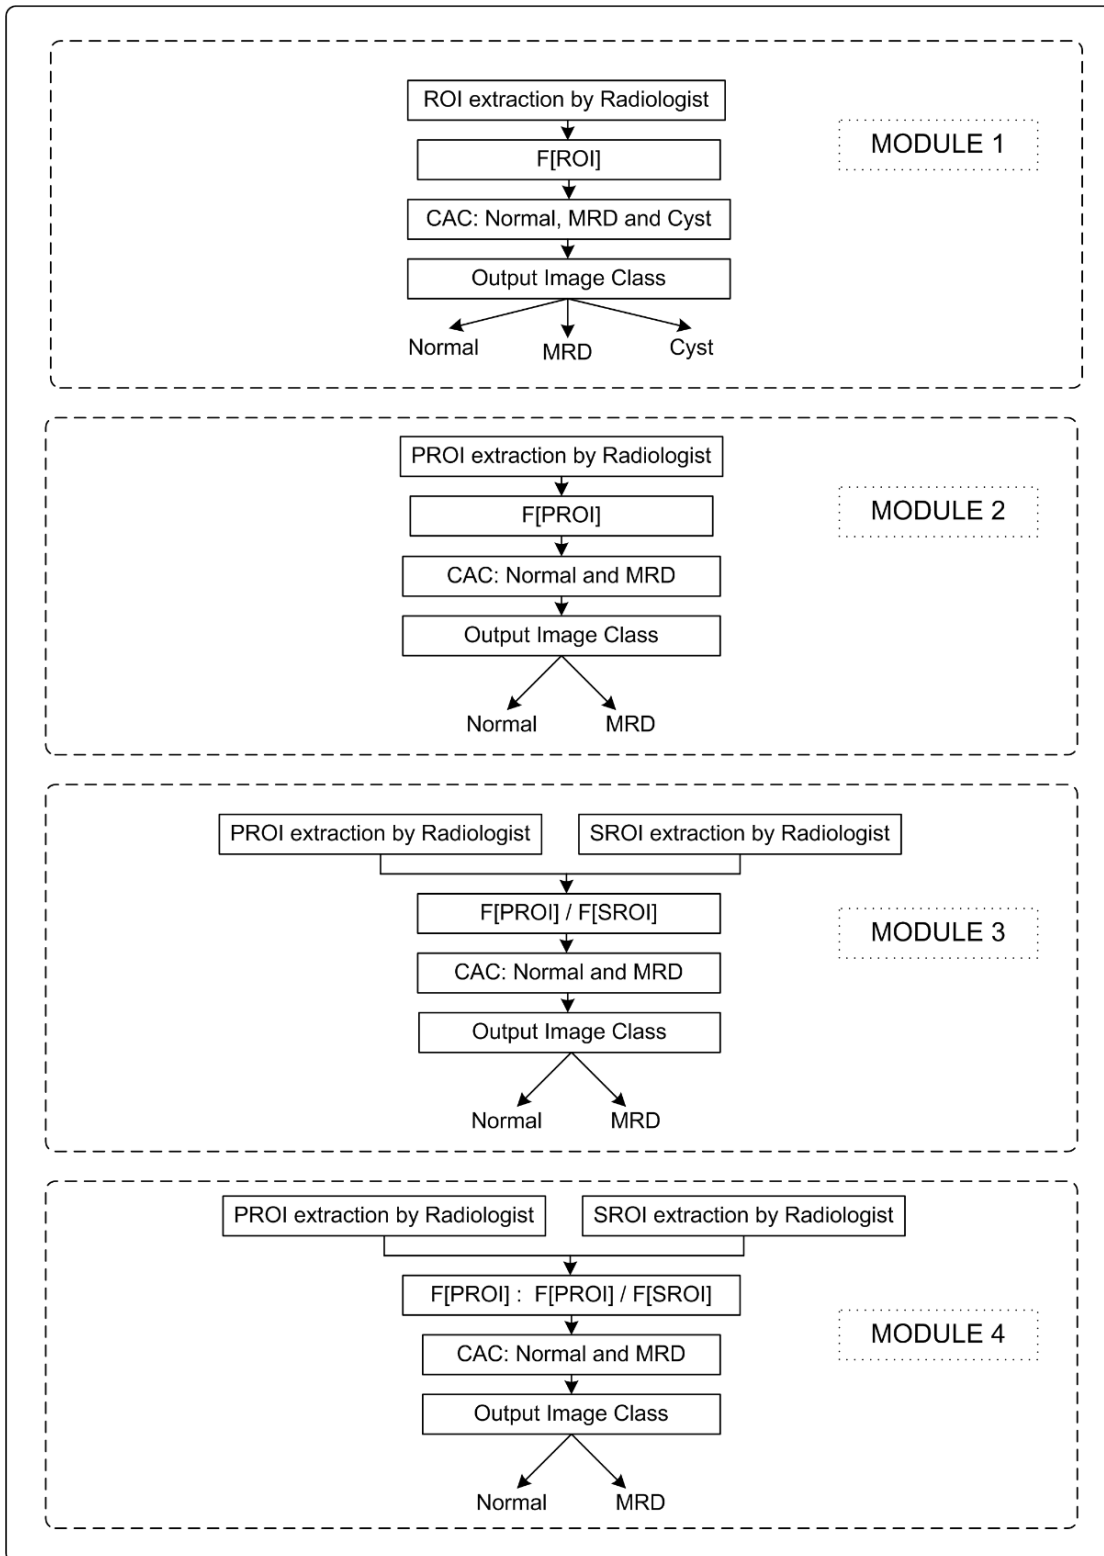 ROI extraction by Radiologist
MODULE 1
F[ROI]
CAC: Normal, MRD and Cyst
Output Image Class
Normal MRD Cyst
PROI extraction by Radiologist
MODULE 2
F[PROI]
CAC: Normal and MRD
Output Image Class
Normal MRD
PROI extraction by Radiologist SROI extraction by Radiologist
F[PROI] / F[SROI]
MODULE 3
CAC: Normal and MRD
Output Image Class
Normal MRD
PROI extraction by Radiologist SROI extraction by Radiologist
F[PROI] : F[PROI] / F[SROI]
MODULE 4
CAC: Normal and MRD
Output Image Class
Normal MRD